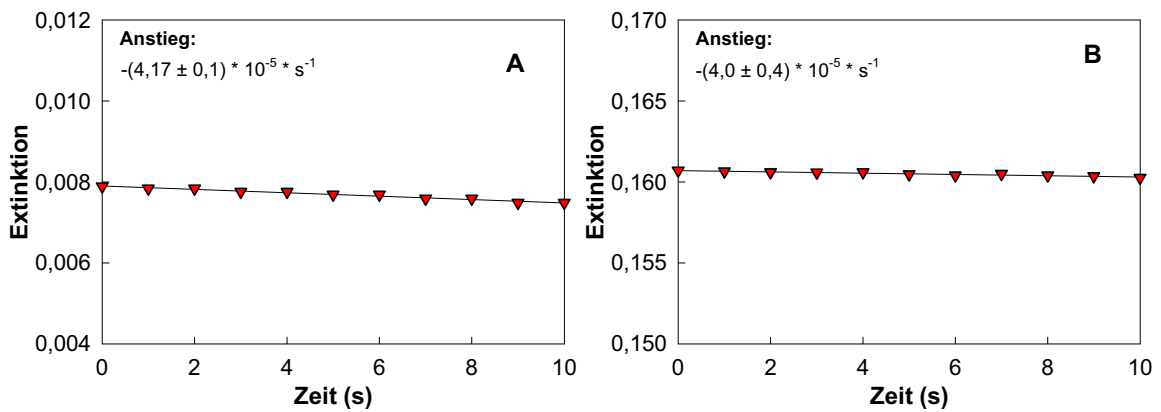 Anstieg:
-(4,17 ± 0,1) * 10⁻⁵ * s⁻¹
A
0,012
0,010
0,008
0,006
0,004
Extinktion
0 2 4 6 8 10
Zeit (s)
Anstieg:
-(4,0 ± 0,4) * 10⁻⁵ * s⁻¹
B
0,170
0,165
0,160
0,155
0,150
Extinktion
0 2 4 6 8 10
Zeit (s)